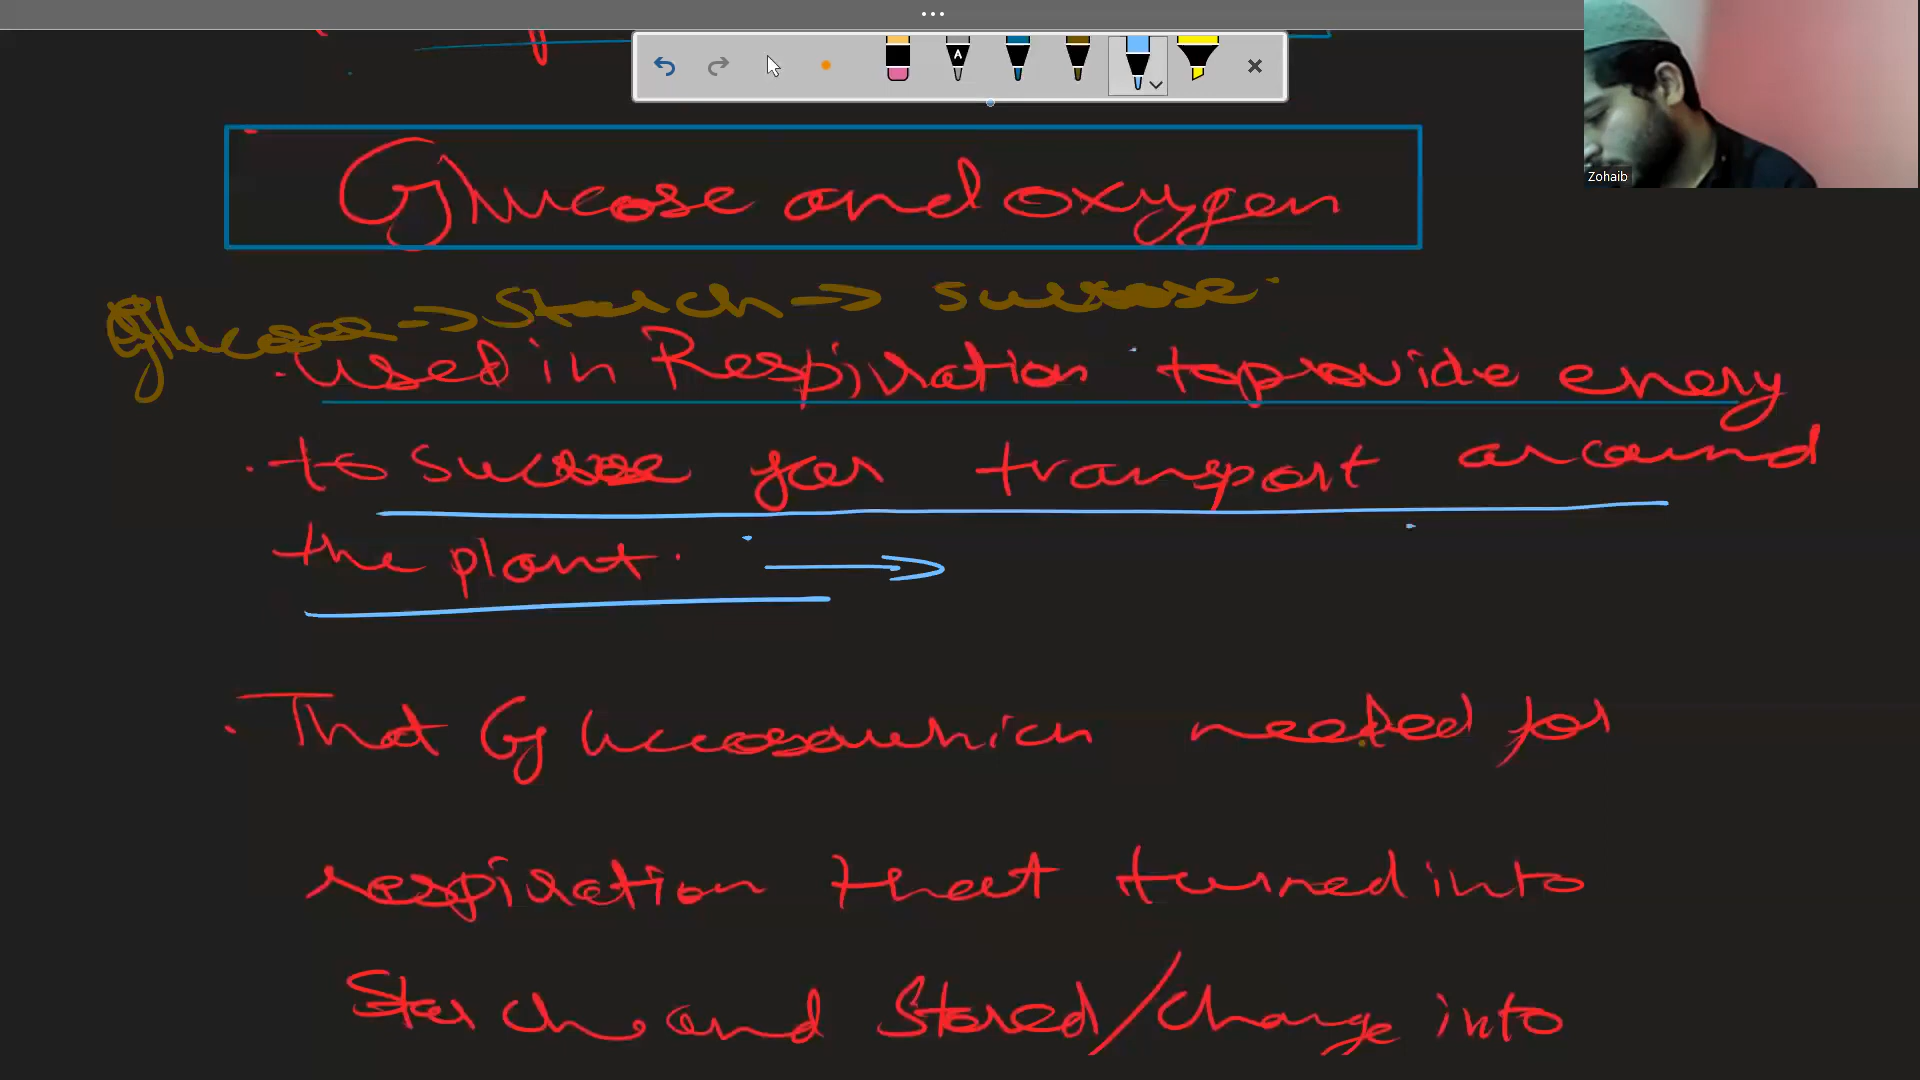 Zohaib
Glucose and oxygen
Glucose → Starch → sucrose.
. used in Respiration to provide enery
. to sucrose for transport around
the plant. →
. That Glucose which needed for
respiration that turned into
Starch and Stored/change into